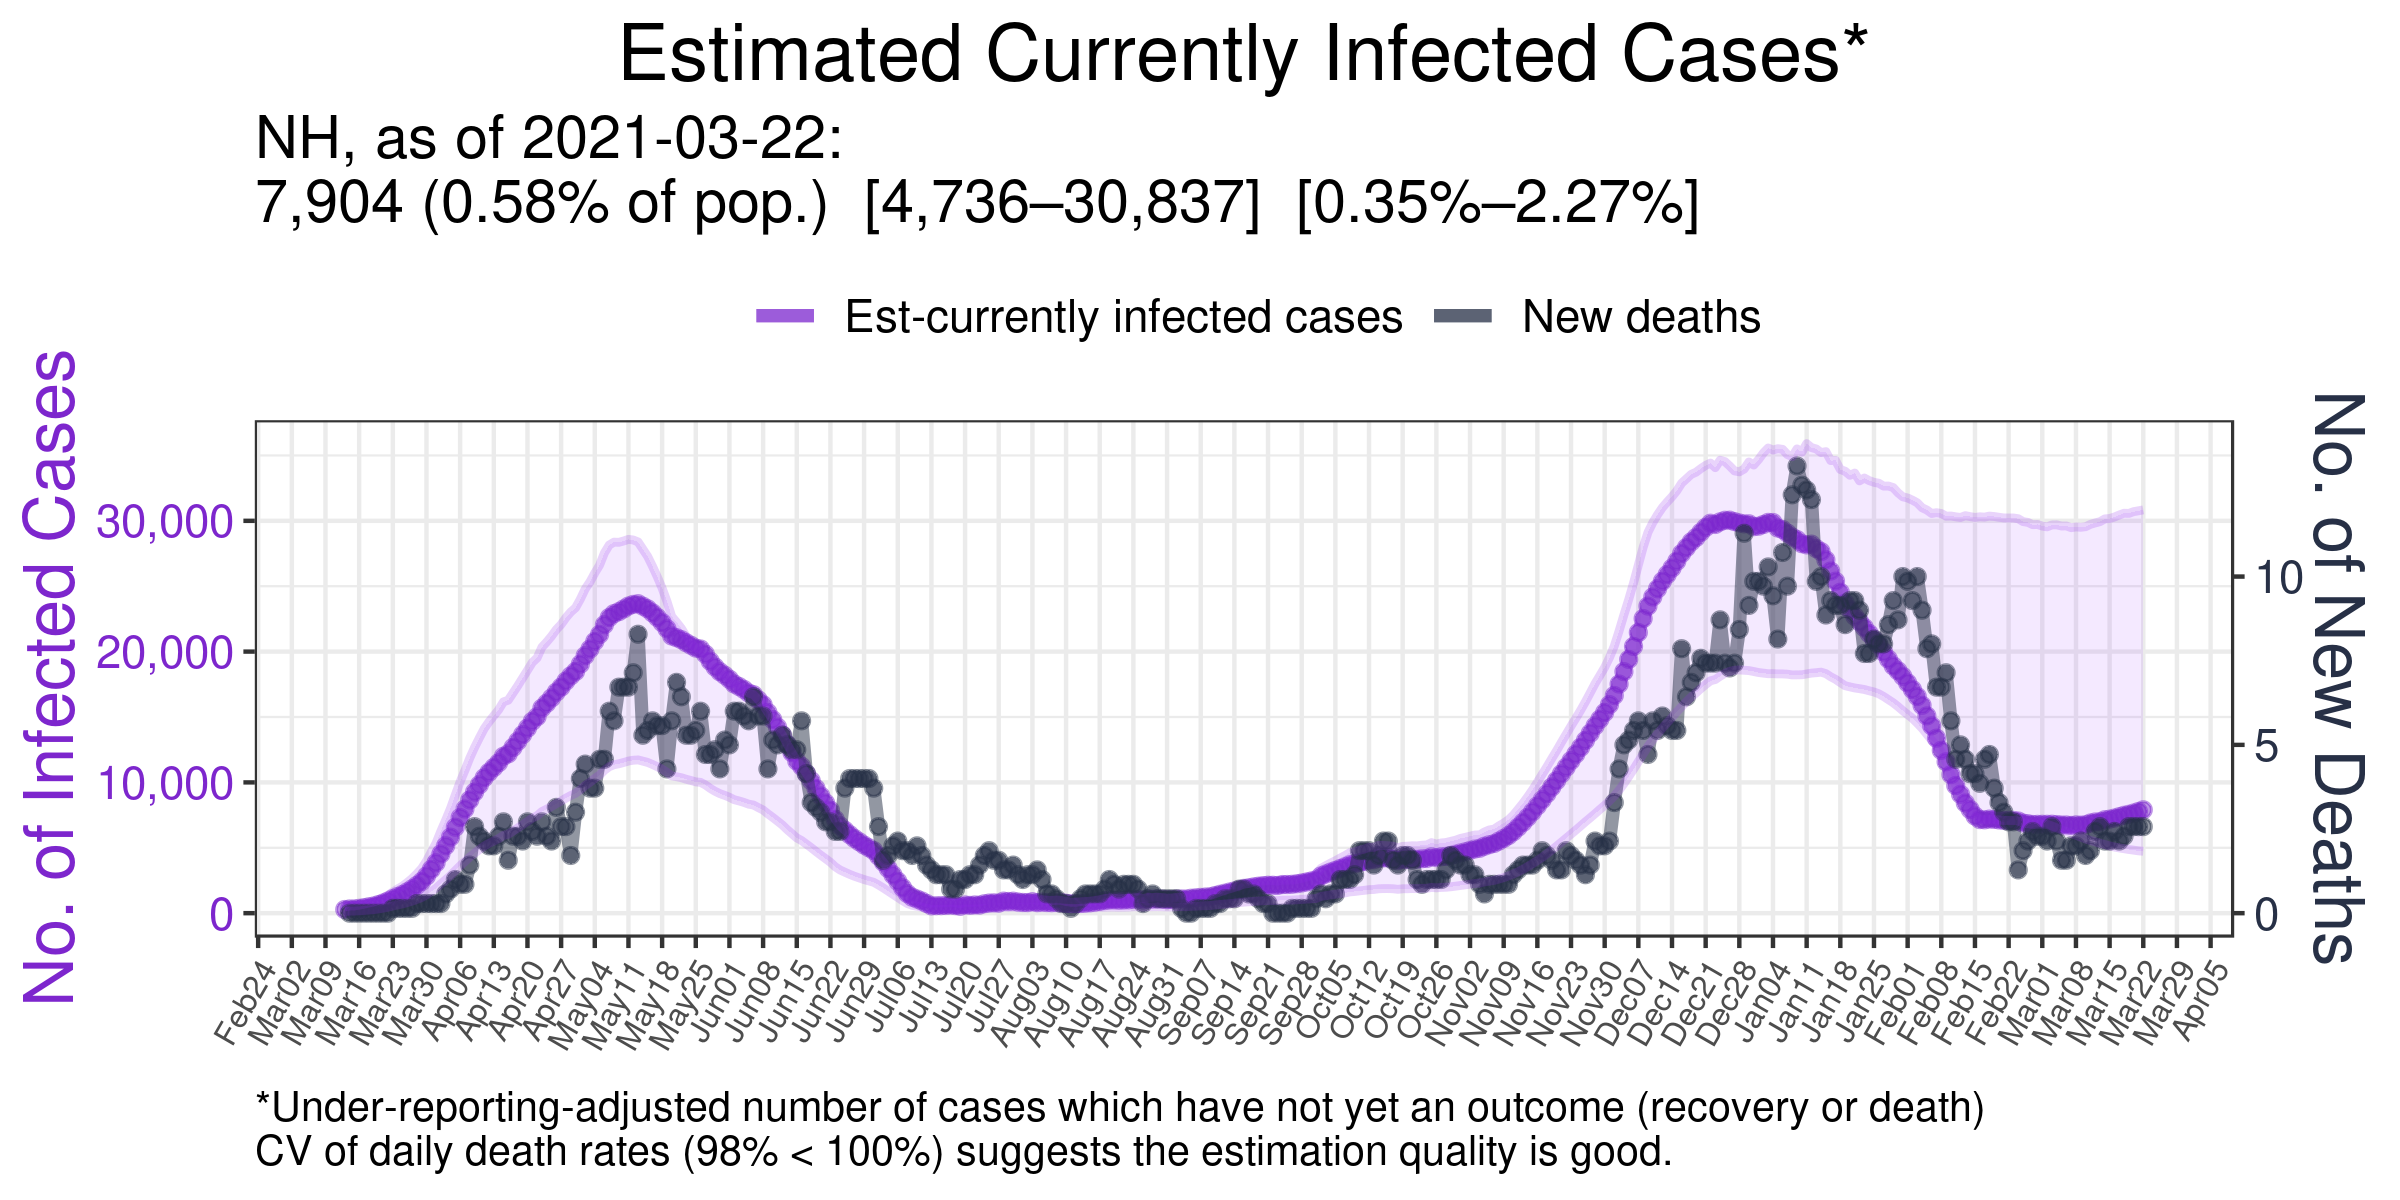 Estimated Currently Infected Cases*
NH, as of 2021-03-22:
7,904 (0.58% of pop.) [4,736–30,837] [0.35%–2.27%]
Est-currently infected cases New deaths
No. of Infected Cases
30,000
20,000
10,000
0
10
5
0
No. of New Deaths
Feb24 Mar02 Mar09 Mar16 Mar23 Mar30 Apr06 Apr13 Apr20 Apr27 May04 May11 May18 May25 Jun01 Jun08 Jun15 Jun22 Jun29 Jul06 Jul13 Jul20 Jul27 Aug03 Aug10 Aug17 Aug24 Aug31 Sep07 Sep14 Sep21 Sep28 Oct05 Oct12 Oct19 Oct26 Nov02 Nov09 Nov16 Nov23 Nov30 Dec07 Dec14 Dec21 Dec28 Jan04 Jan11 Jan18 Jan25 Feb01 Feb08 Feb15 Feb22 Mar01 Mar08 Mar15 Mar22 Mar29 Apr05
*Under-reporting-adjusted number of cases which have not yet an outcome (recovery or death)
CV of daily death rates (98% < 100%) suggests the estimation quality is good.